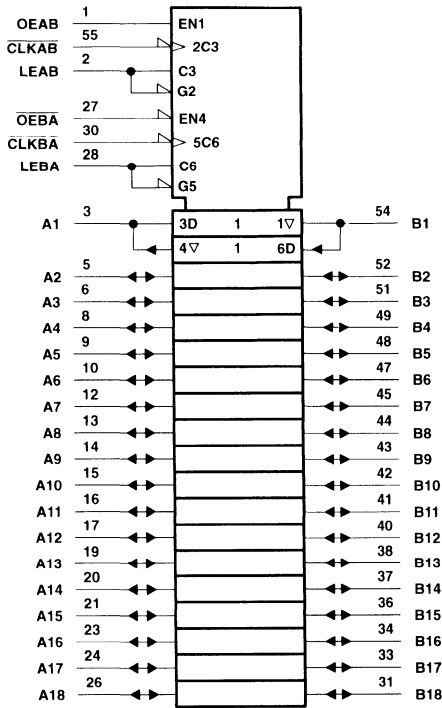 1
OEAB EN1
55
CLKAB 2C3
2
LEAB C3
G2
27
OEBA EN4
30
CLKBA 5C6
28
LEBA C6
G5
3 54
A1 3D 1 1▽ B1
4▽ 1 6D
5 52
A2 B2
6 51
A3 B3
8 49
A4 B4
9 48
A5 B5
10 47
A6 B6
12 45
A7 B7
13 44
A8 B8
14 43
A9 B9
15 42
A10 B10
16 41
A11 B11
17 40
A12 B12
19 38
A13 B13
20 37
A14 B14
21 36
A15 B15
23 34
A16 B16
24 33
A17 B17
26 31
A18 B18